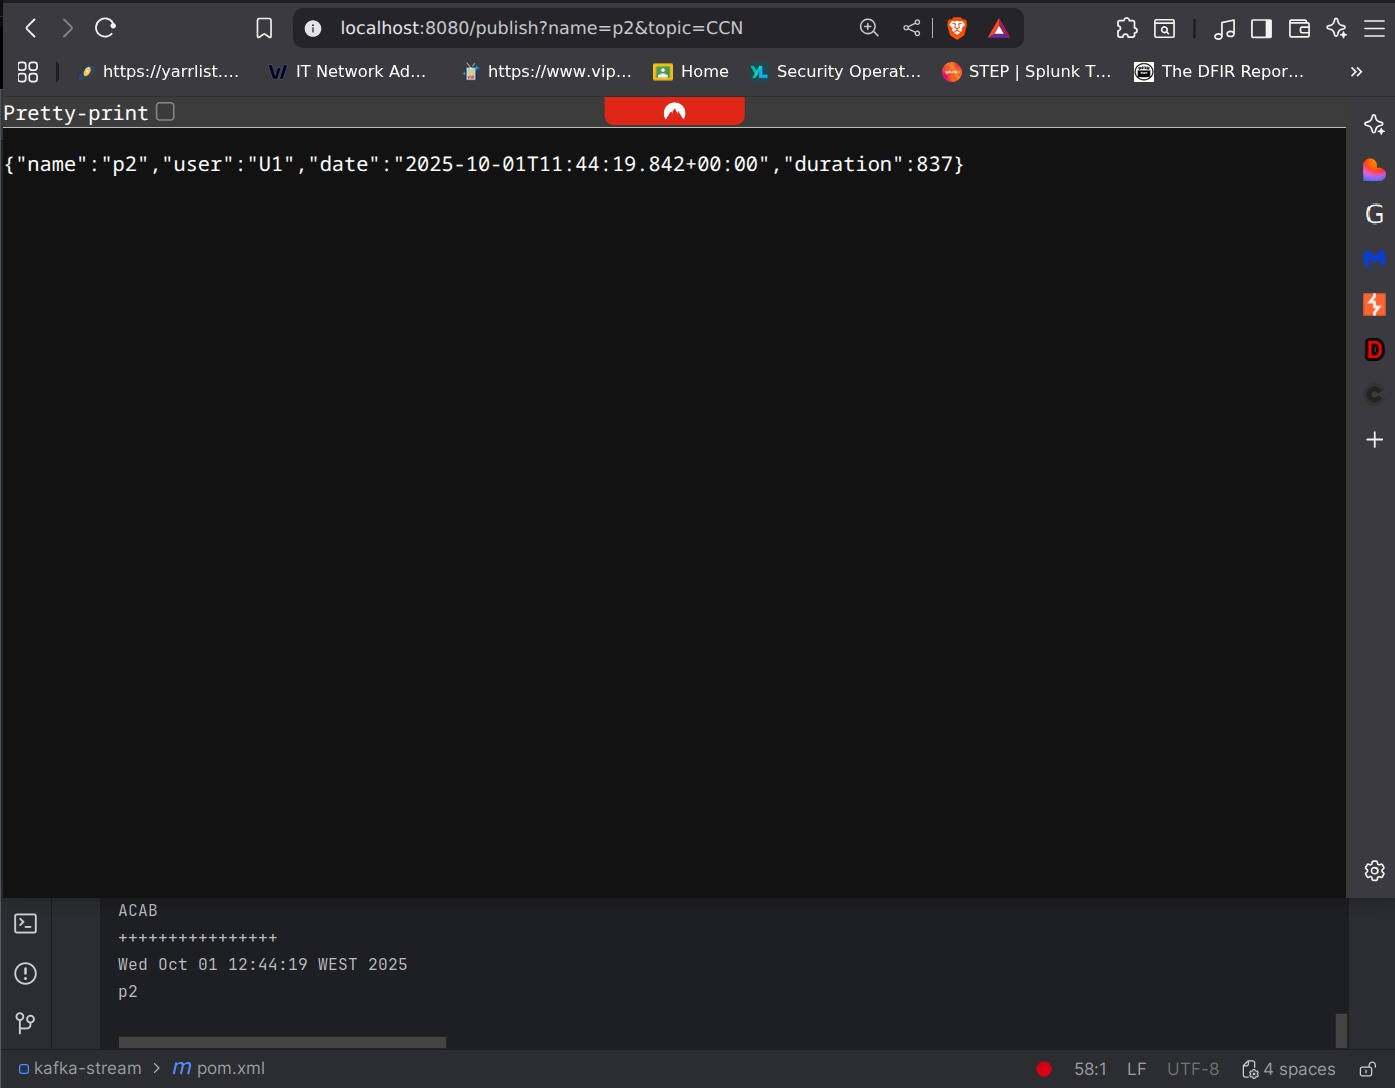 localhost:8080/publish?name=p2&topic=CCN
https://yarrlist.... IT Network Ad... https://www.vip... Home Security Operat... STEP | Splunk T... The DFIR Repor...
Pretty-print
{"name":"p2","user":"U1","date":"2025-10-01T11:44:19.842+00:00","duration":837}
G
D
C
ACAB
++++++++++++++++
Wed Oct 01 12:44:19 WEST 2025
p2
kafka-stream > m pom.xml 58:1 LF UTF-8 4 spaces